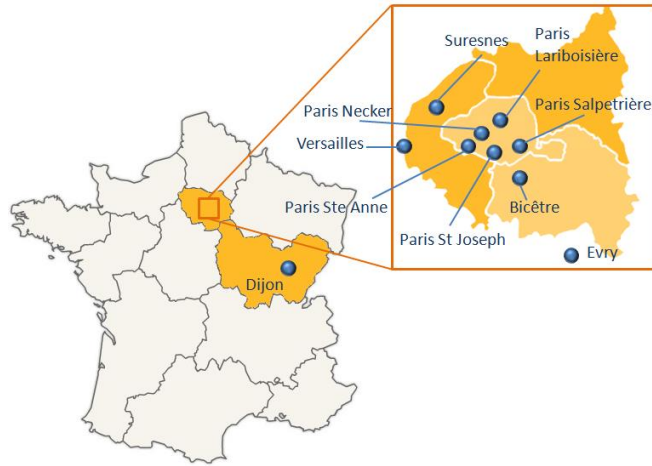 Suresnes
Paris
Lariboisière
Paris Necker
Paris Salpetrière
Versailles
Paris Ste Anne
Bicêtre
Paris St Joseph
Evry
Dijon